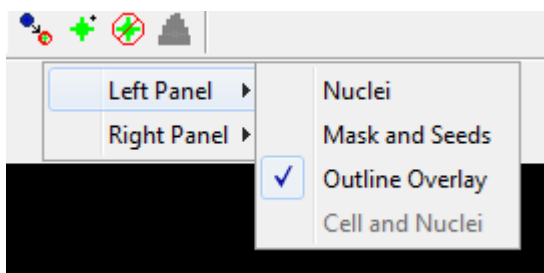 Left Panel
Right Panel
Nuclei
Mask and Seeds
Outline Overlay
Cell and Nuclei